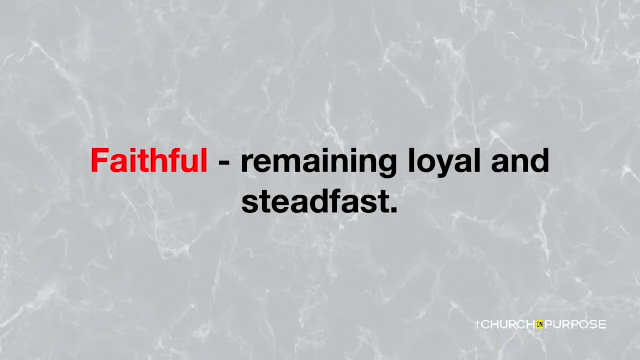 Faithful - remaining loyal and
steadfast.
CHURCH ON PURPOSE